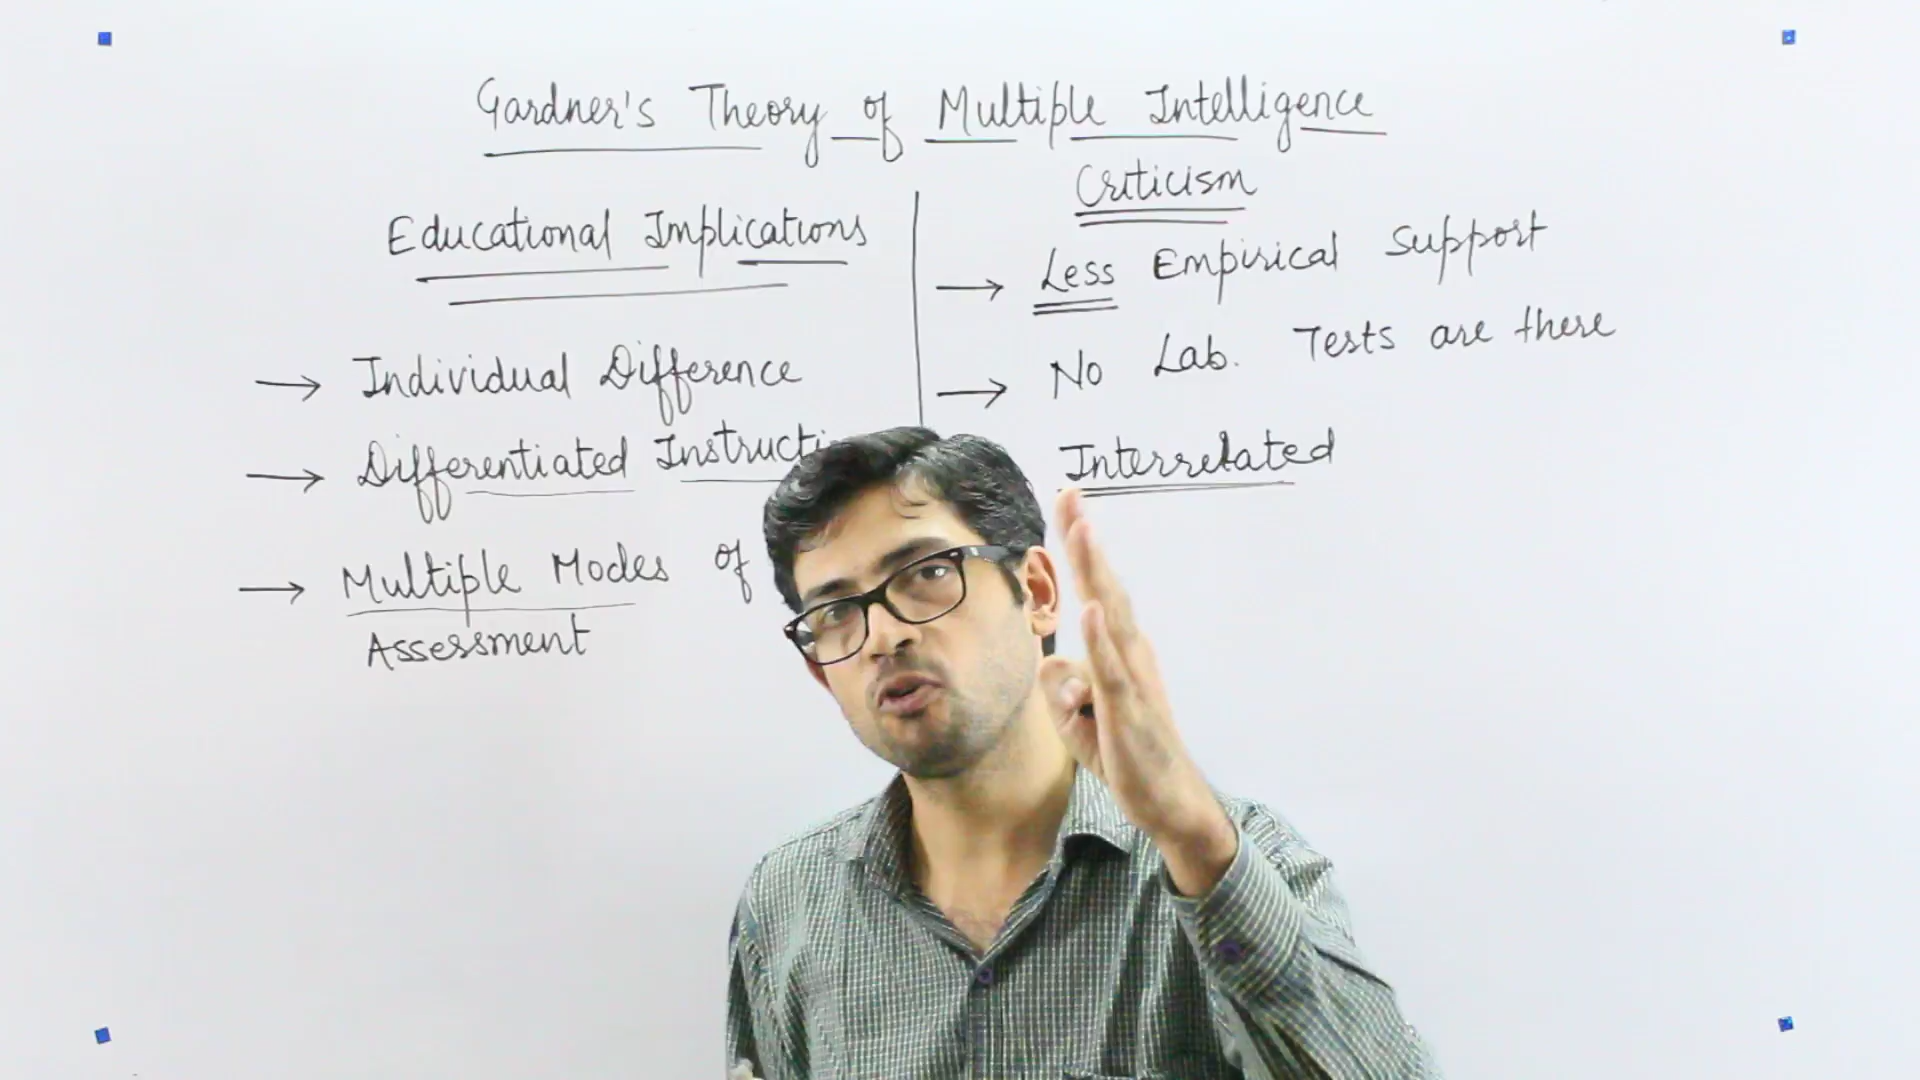 Gardner's Theory of Multiple Intelligence
Educational Implications
→ Individual Difference
→ Differentiated
→ Multiple Modes of
Assessment
Criticism
→ Less Empirical Support
→ No Lab. Tests are there
Interrelated